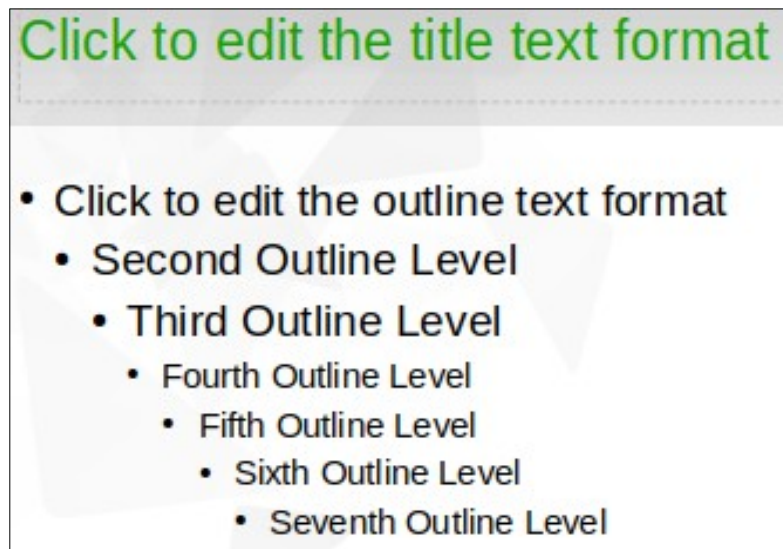 Click to edit the title text format
• Click to edit the outline text format
• Second Outline Level
• Third Outline Level
• Fourth Outline Level
• Fifth Outline Level
• Sixth Outline Level
• Seventh Outline Level